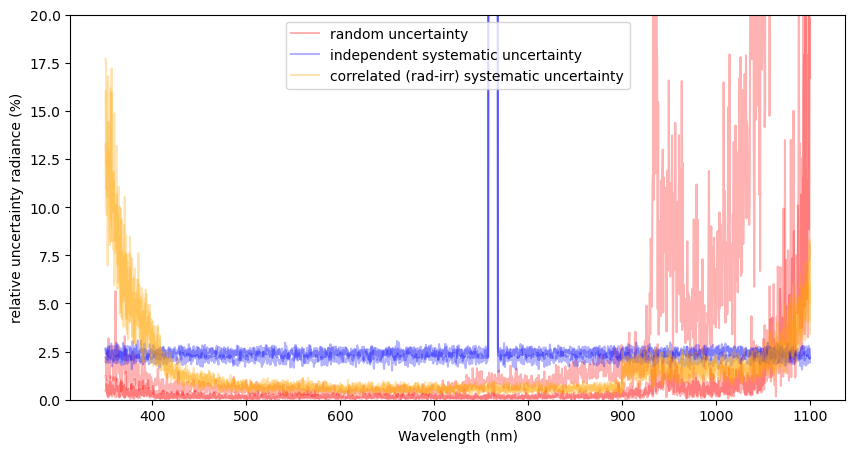 20.0
17.5
15.0
12.5
10.0
7.5
5.0
2.5
0.0
relative uncertainty radiance (%)
random uncertainty
independent systematic uncertainty
correlated (rad-irr) systematic uncertainty
400 500 600 700 800 900 1000 1100
Wavelength (nm)